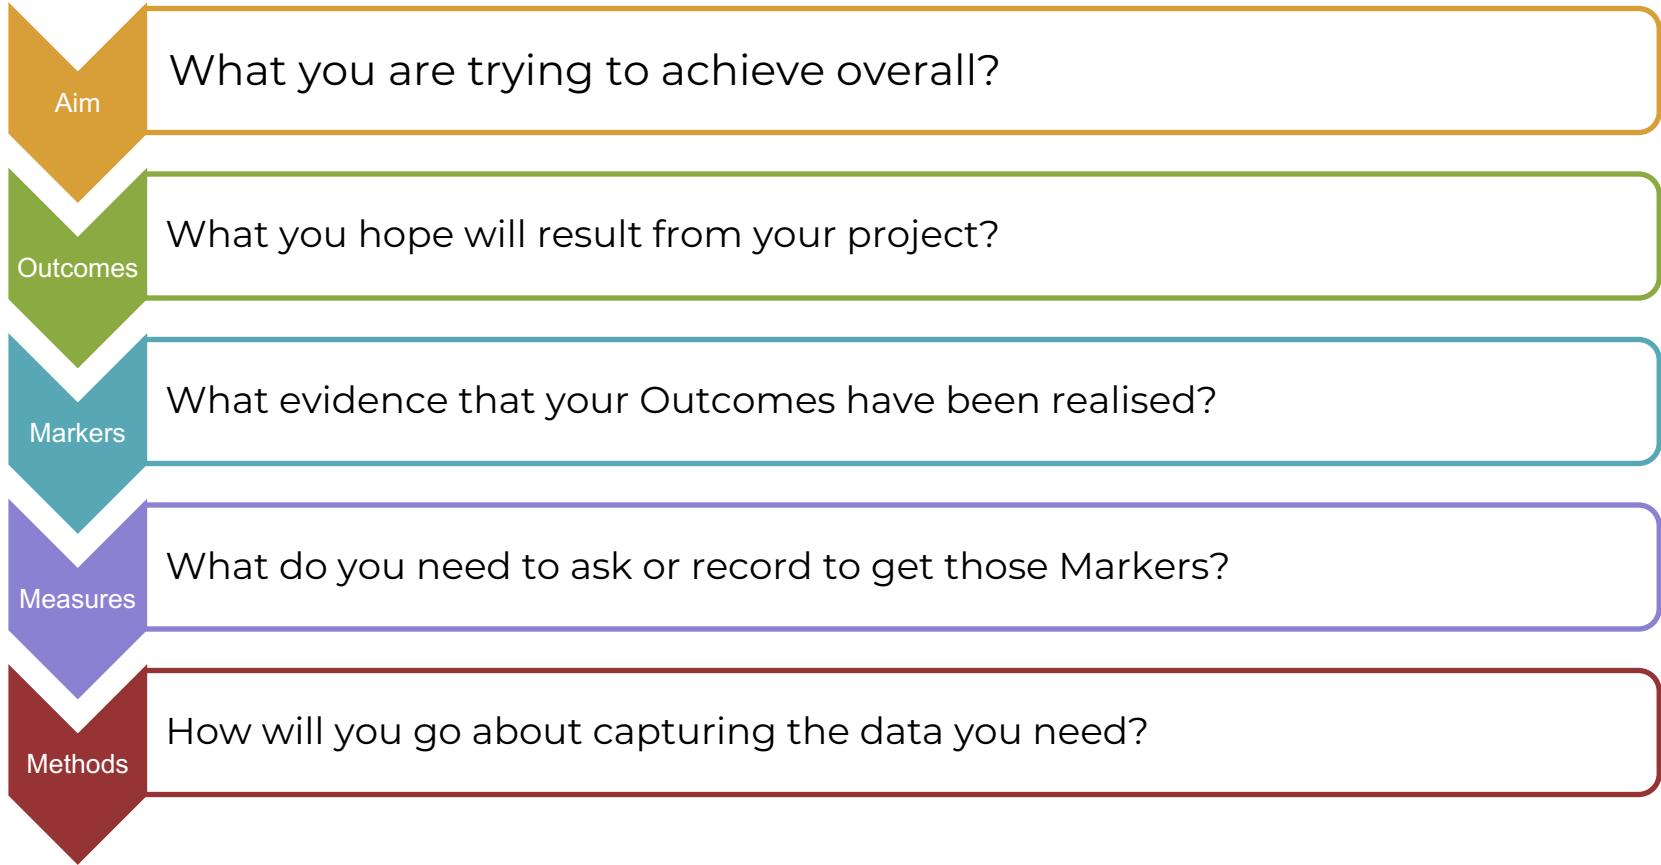 Aim
What you are trying to achieve overall?
Outcomes
What you hope will result from your project?
Markers
What evidence that your Outcomes have been realised?
Measures
What do you need to ask or record to get those Markers?
Methods
How will you go about capturing the data you need?